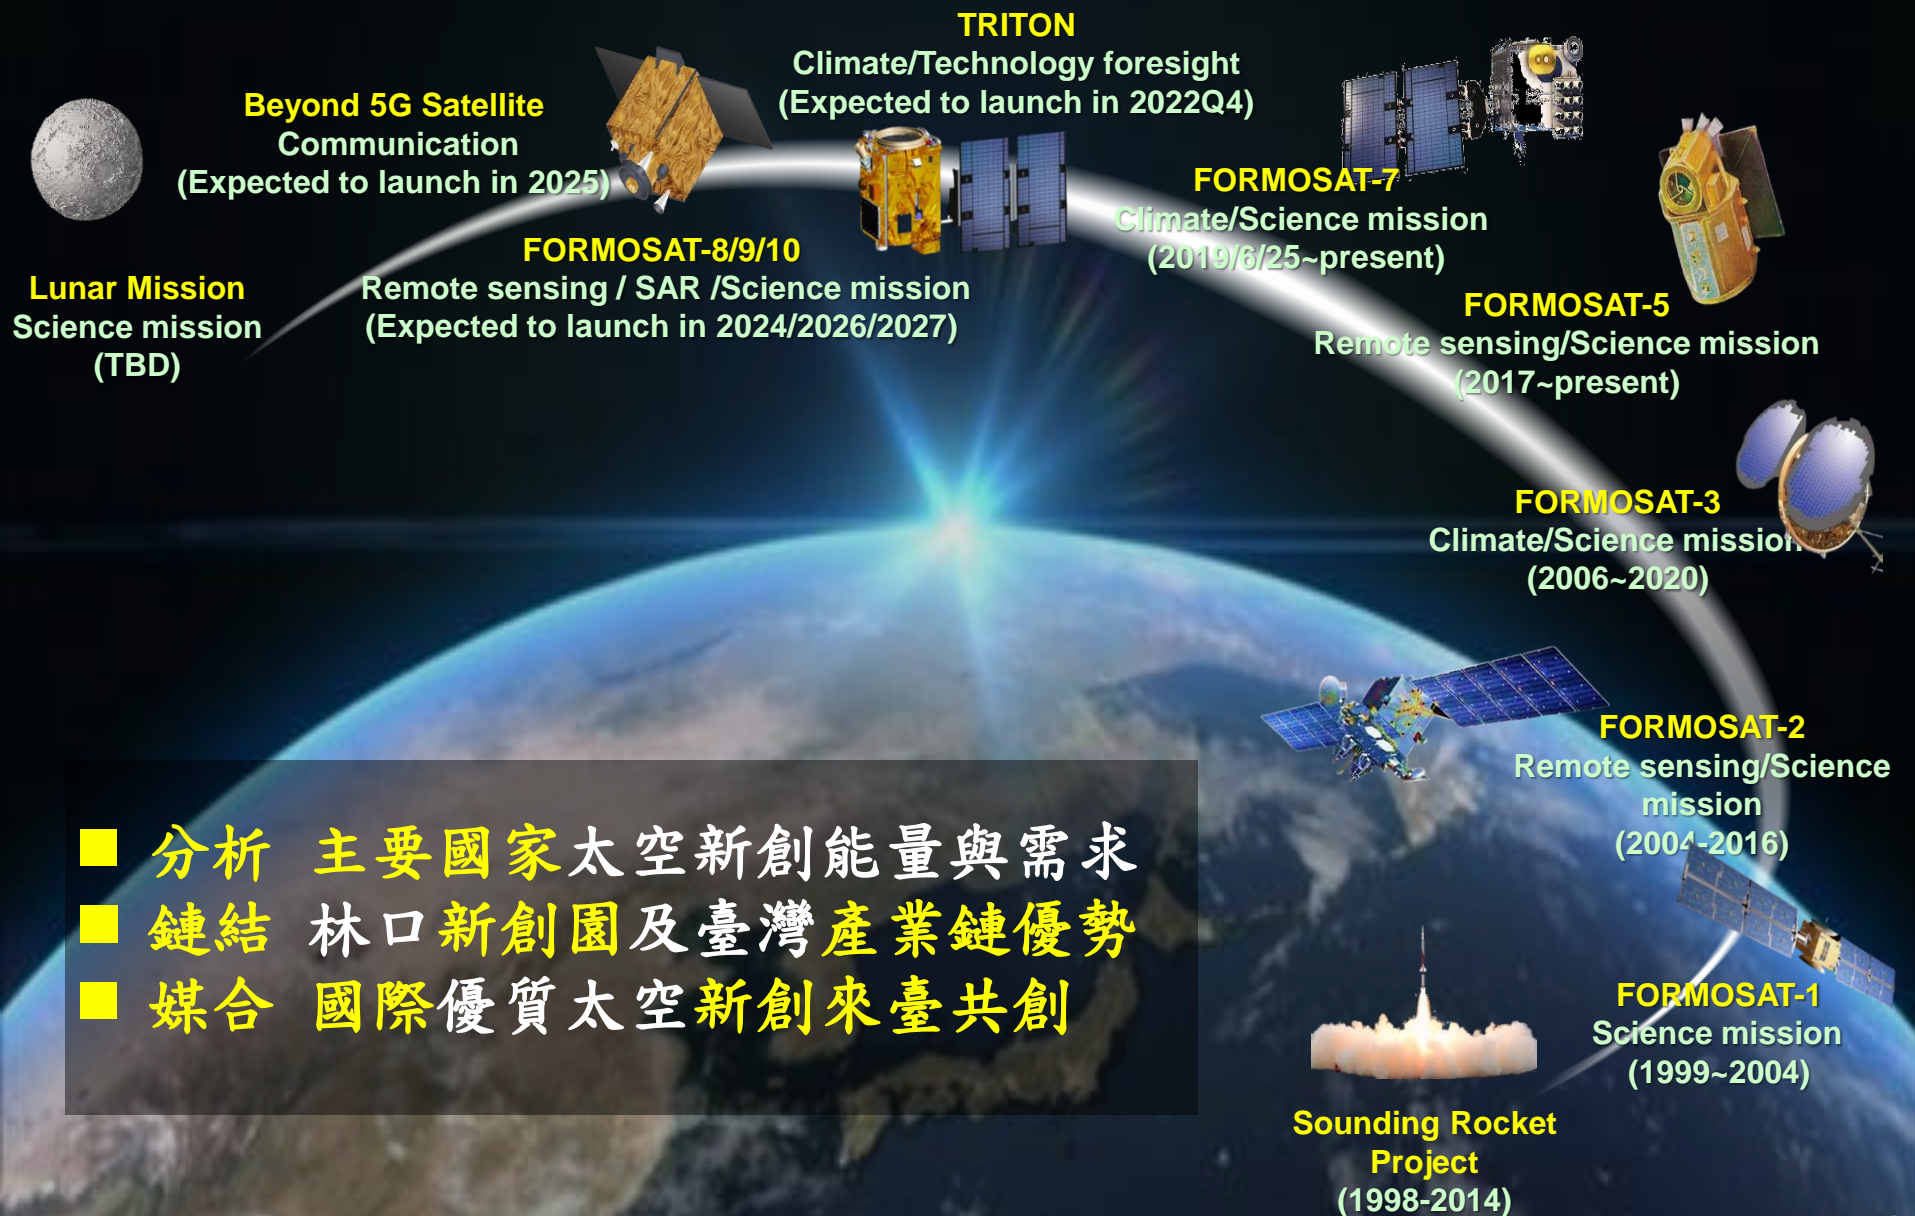 TRITON
Climate/Technology foresight
(Expected to launch in 2022Q4)
Beyond 5G Satellite
Communication
(Expected to launch in 2025)
FORMOSAT-7
Climate/Science mission
(2019/6/25~present)
FORMOSAT-8/9/10
Remote sensing / SAR /Science mission
(Expected to launch in 2024/2026/2027)
Lunar Mission
Science mission
(TBD)
FORMOSAT-5
Remote sensing/Science mission
(2017~present)
FORMOSAT-3
Climate/Science mission
(2006~2020)
FORMOSAT-2
Remote sensing/Science
mission
(2004-2016)
■ 分析 主要國家太空新創能量與需求
■ 鏈結 林口新創園及臺灣產業鏈優勢
■ 媒合 國際優質太空新創來臺共創
FORMOSAT-1
Science mission
(1999~2004)
Sounding Rocket
Project
(1998-2014)